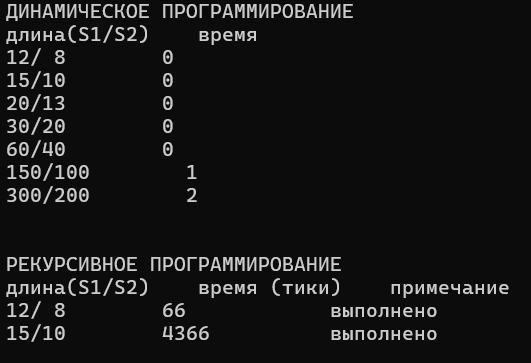 ДИНАМИЧЕСКОЕ ПРОГРАММИРОВАНИЕ
длина(S1/S2)    время
12/ 8        0
15/10        0
20/13        0
30/20        0
60/40        0
150/100        1
300/200        2
РЕКУРСИВНОЕ ПРОГРАММИРОВАНИЕ
длина(S1/S2)    время (тики)    примечание
12/ 8        66            выполнено
15/10        4366          выполнено